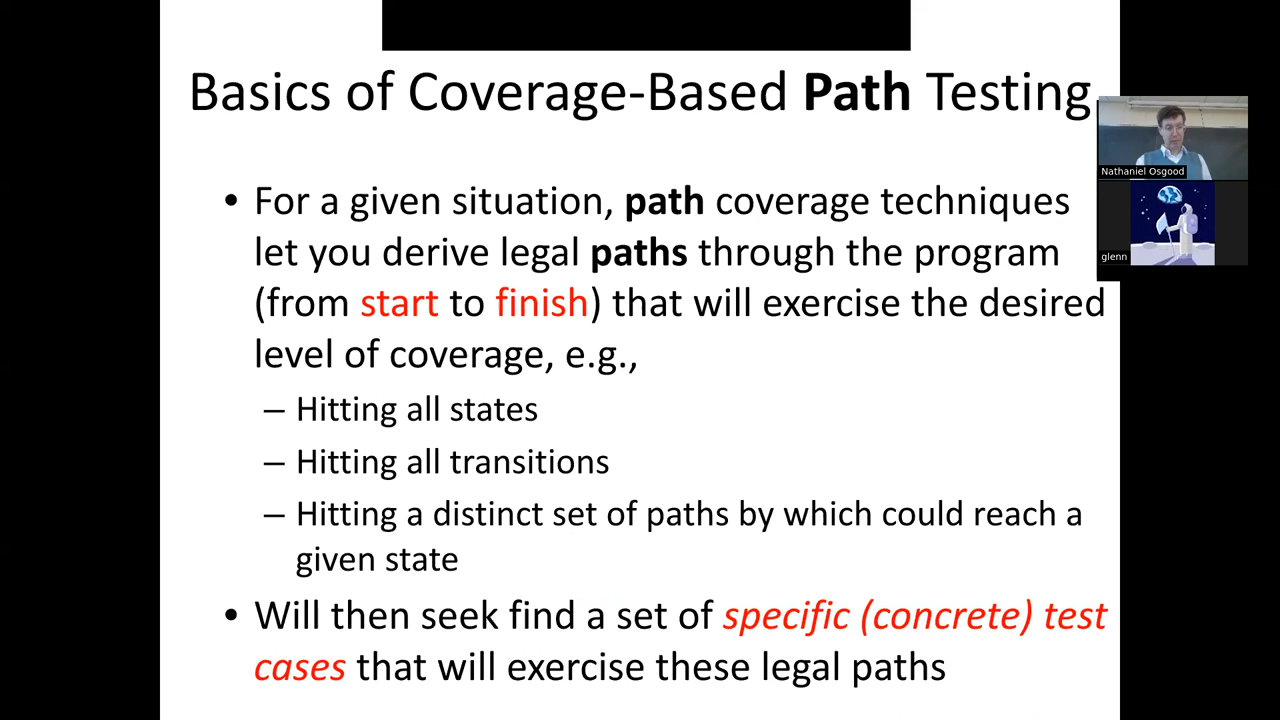 Basics of Coverage-Based Path Testing
• For a given situation, path coverage techniques
let you derive legal paths through the program
(from start to finish) that will exercise the desired
level of coverage, e.g.,
– Hitting all states
– Hitting all transitions
– Hitting a distinct set of paths by which could reach a
given state
• Will then seek find a set of specific (concrete) test
cases that will exercise these legal paths
Nathaniel Osgood
glenn